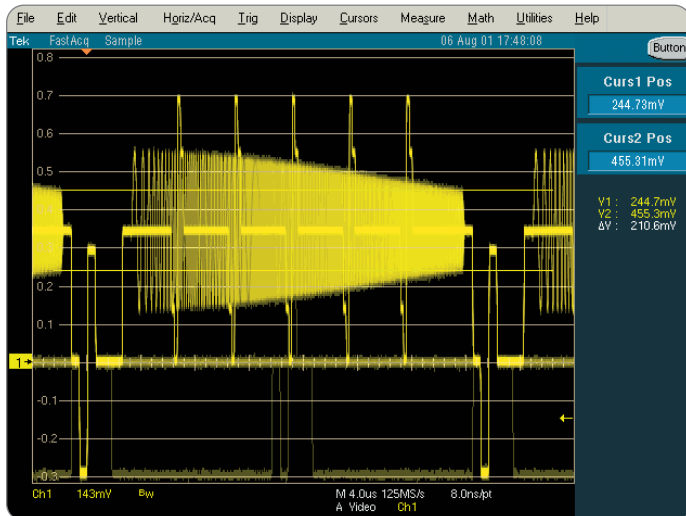 File Edit Vertical Horiz/Acq Trig Display Cursors Measure Math Utilities Help
Tek FastAcq Sample 06 Aug 01 17:48:08 Button
0.8
0.7
0.6
0.5
0.4
0.3
0.2
0.1
-0.1
-0.2
-0.3
1
Curs1 Pos
244.73mV
Curs2 Pos
455.31mV
V1 : 244.7mV
V2 : 455.3mV
ΔV : 210.6mV
Ch1 143mV BW M 4.0us 125MS/s 8.0ns/pt
A Video Ch1